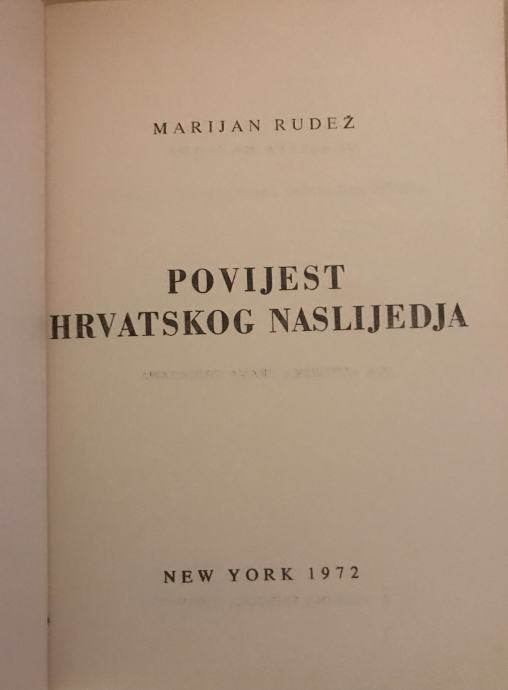 MARIJAN RUDEŽ
POVIJEST
HRVATSKOG NASLIJEDJA
NEW YORK 1972